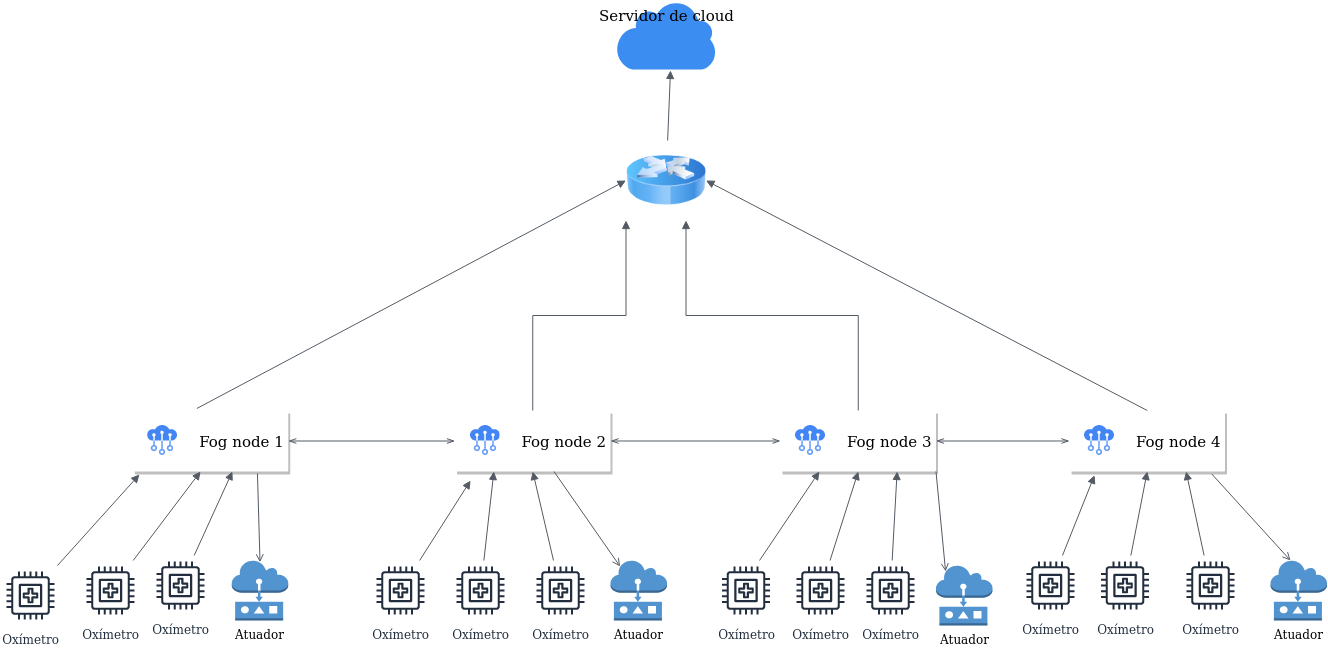 Servidor de cloud
Fog node 1
Fog node 2
Fog node 3
Fog node 4
Oxímetro
Oxímetro
Oxímetro
Atuador
Oxímetro
Oxímetro
Oxímetro
Atuador
Oxímetro
Oxímetro
Oxímetro
Atuador
Oxímetro
Oxímetro
Oxímetro
Atuador